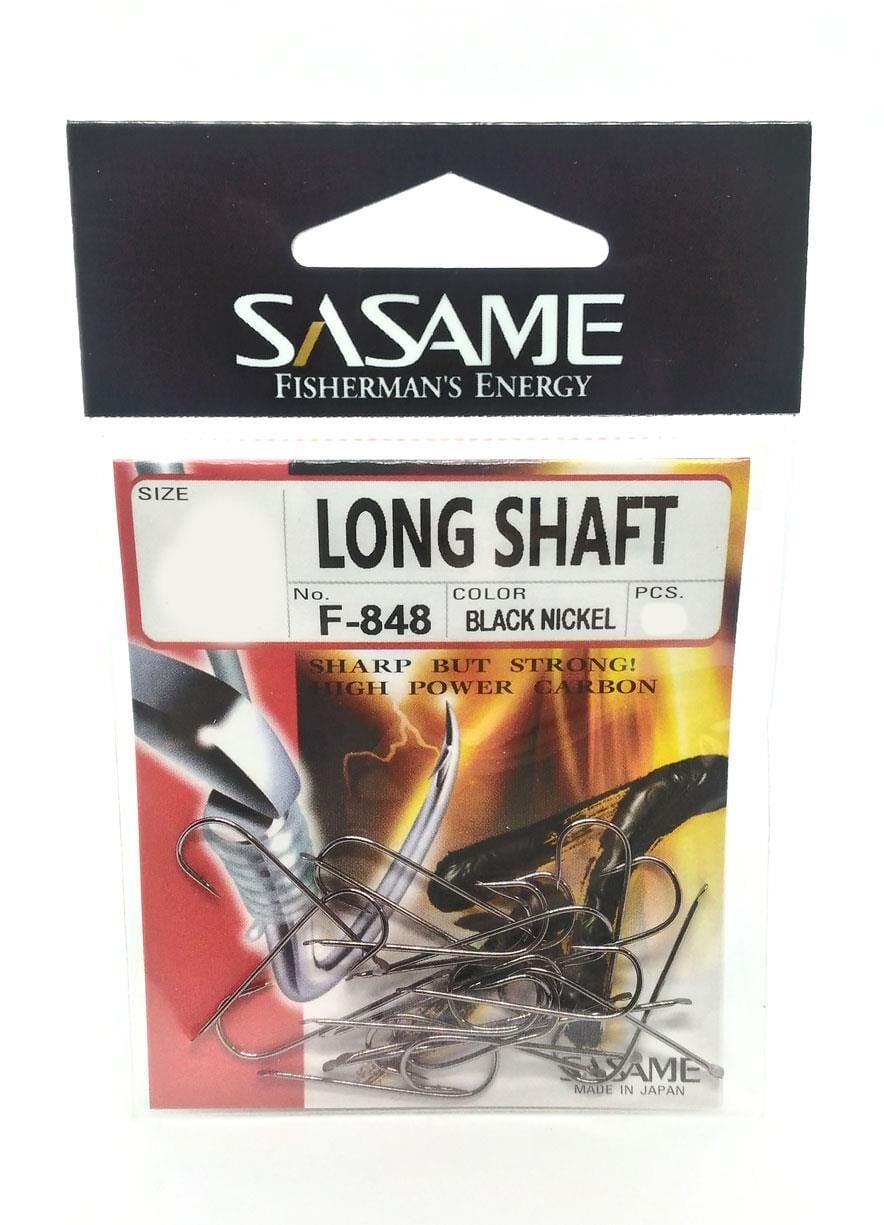 SASAME
FISHERMAN'S ENERGY
SIZE
LONG SHAFT
No.
F-848
COLOR
BLACK NICKEL
PCS.
SHARP BUT STRONG!
HIGH POWER CARBON
SASAME
MADE IN JAPAN